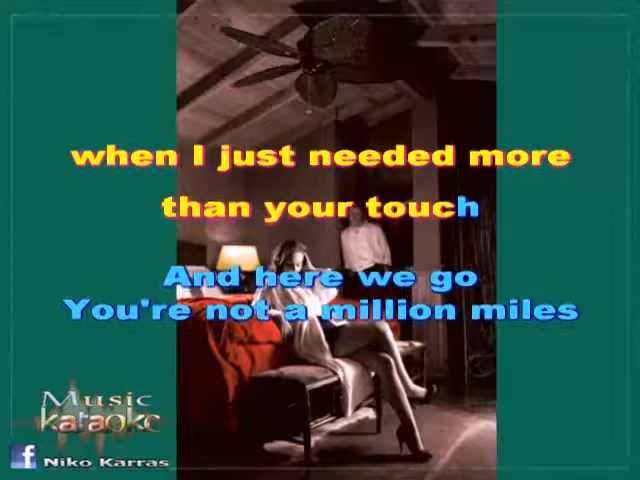 when I just needed more
than your touch
And here we go
You're not a million miles
Music
karaoke
f Niko Karras